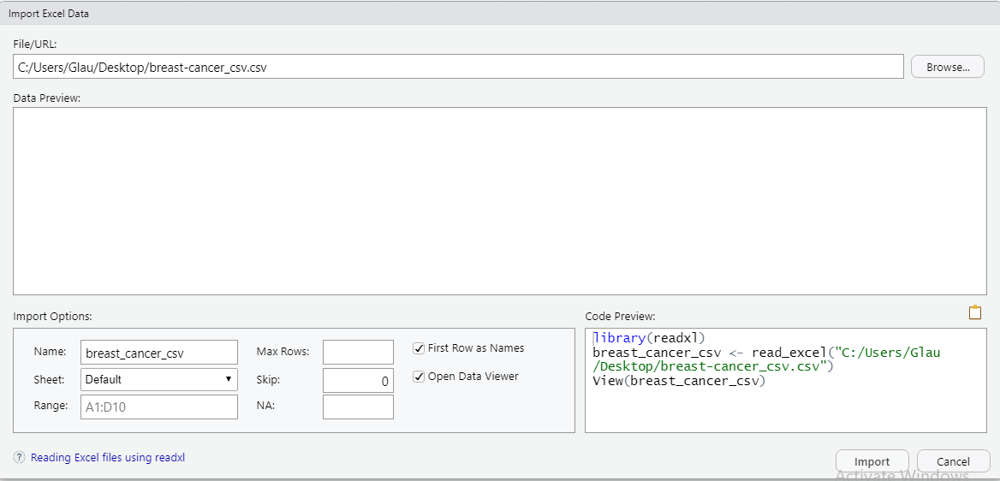 Import Excel Data
File/URL:
C:/Users/Glau/Desktop/breast-cancer_csv.csv
Browse...
Data Preview:
Import Options:
Name:
breast_cancer_csv
Max Rows:
First Row as Names
Sheet:
Default
Skip:
0
Open Data Viewer
Range:
A1:D10
NA:
Code Preview:
library(readxl)
breast_cancer_csv <- read_excel("C:/Users/Glau
/Desktop/breast-cancer_csv.csv")
View(breast_cancer_csv)
? Reading Excel files using readxl
Import
Cancel
Activate Windows